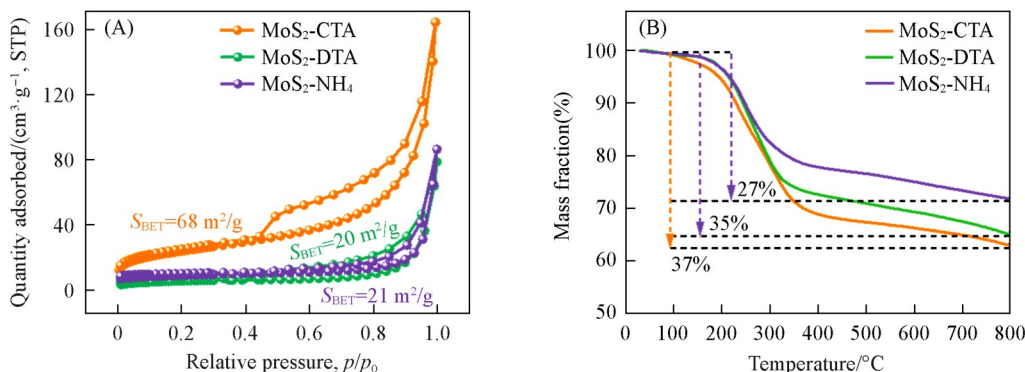 (A)
MoS₂-CTA
MoS₂-DTA
MoS₂-NH₄
S_BET=68 m²/g
S_BET=20 m²/g
S_BET=21 m²/g
160
120
80
40
0
0
0.2
0.4
0.6
0.8
1.0
Quantity adsorbed/(cm³·g⁻¹, STP)
Relative pressure, p/p₀
(B)
MoS₂-CTA
MoS₂-DTA
MoS₂-NH₄
27%
35%
37%
100
90
80
70
60
50
0
100
200
300
400
500
600
700
800
Mass fraction(%)
Temperature/°C